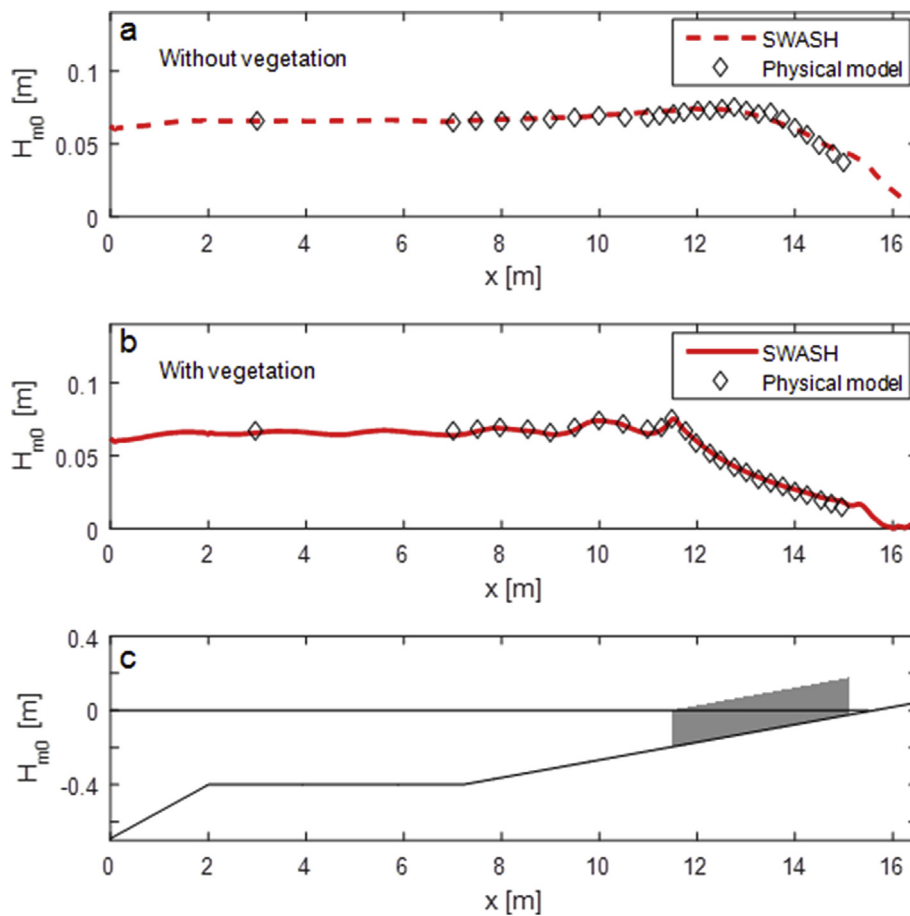 a
Without vegetation
SWASH
Physical model
H_m0 [m]
0.1
0.05
0
0 2 4 6 8 10 12 14 16
x [m]
b
With vegetation
SWASH
Physical model
H_m0 [m]
0.1
0.05
0
0 2 4 6 8 10 12 14 16
x [m]
c
H_m0 [m]
0.4
0
-0.4
0 2 4 6 8 10 12 14 16
x [m]